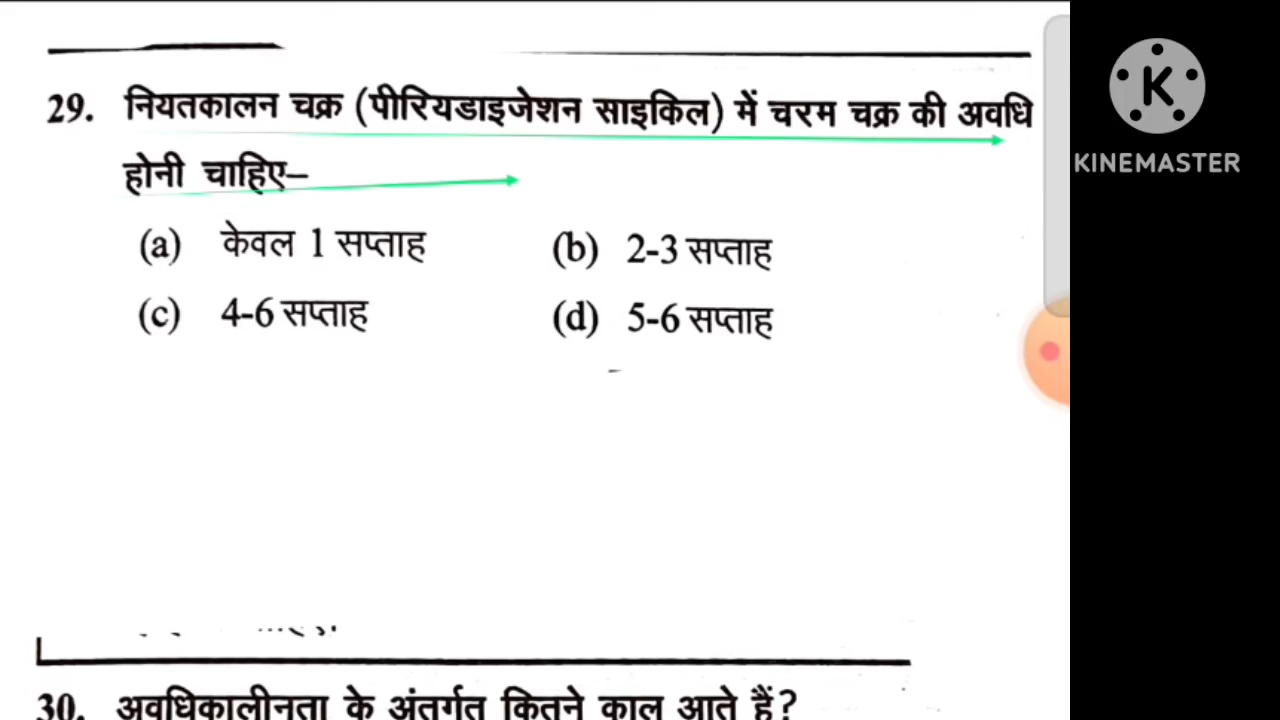 29. नियतकालन चक्र (पीरियडाइजेशन साइकिल) में चरम चक्र की अवधि
होनी चाहिए–
(a) केवल 1 सप्ताह (b) 2-3 सप्ताह
(c) 4-6 सप्ताह (d) 5-6 सप्ताह
30. अवधिकालीनता के अंतर्गत कितने काल आते हैं?
K
KINEMASTER